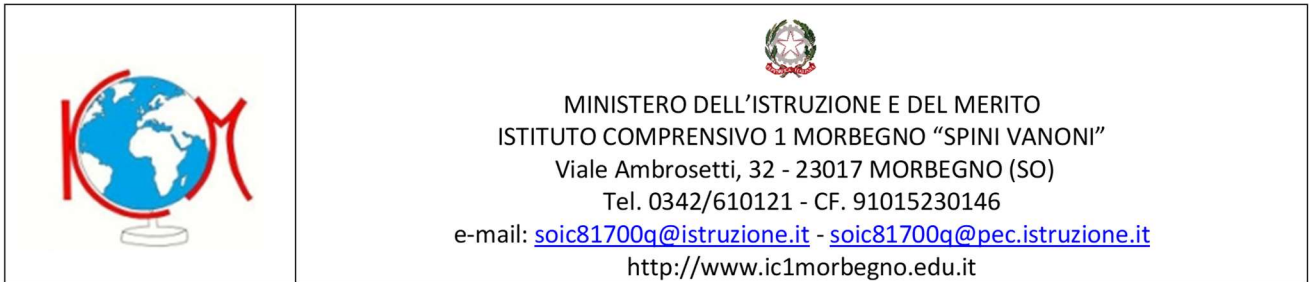 ICM
MINISTERO DELL’ISTRUZIONE E DEL MERITO
ISTITUTO COMPRENSIVO 1 MORBEGNO “SPINI VANONI”
Viale Ambrosetti, 32 - 23017 MORBEGNO (SO)
Tel. 0342/610121 - CF. 91015230146
e-mail: soic81700q@istruzione.it - soic81700q@pec.istruzione.it
http://www.ic1morbegno.edu.it